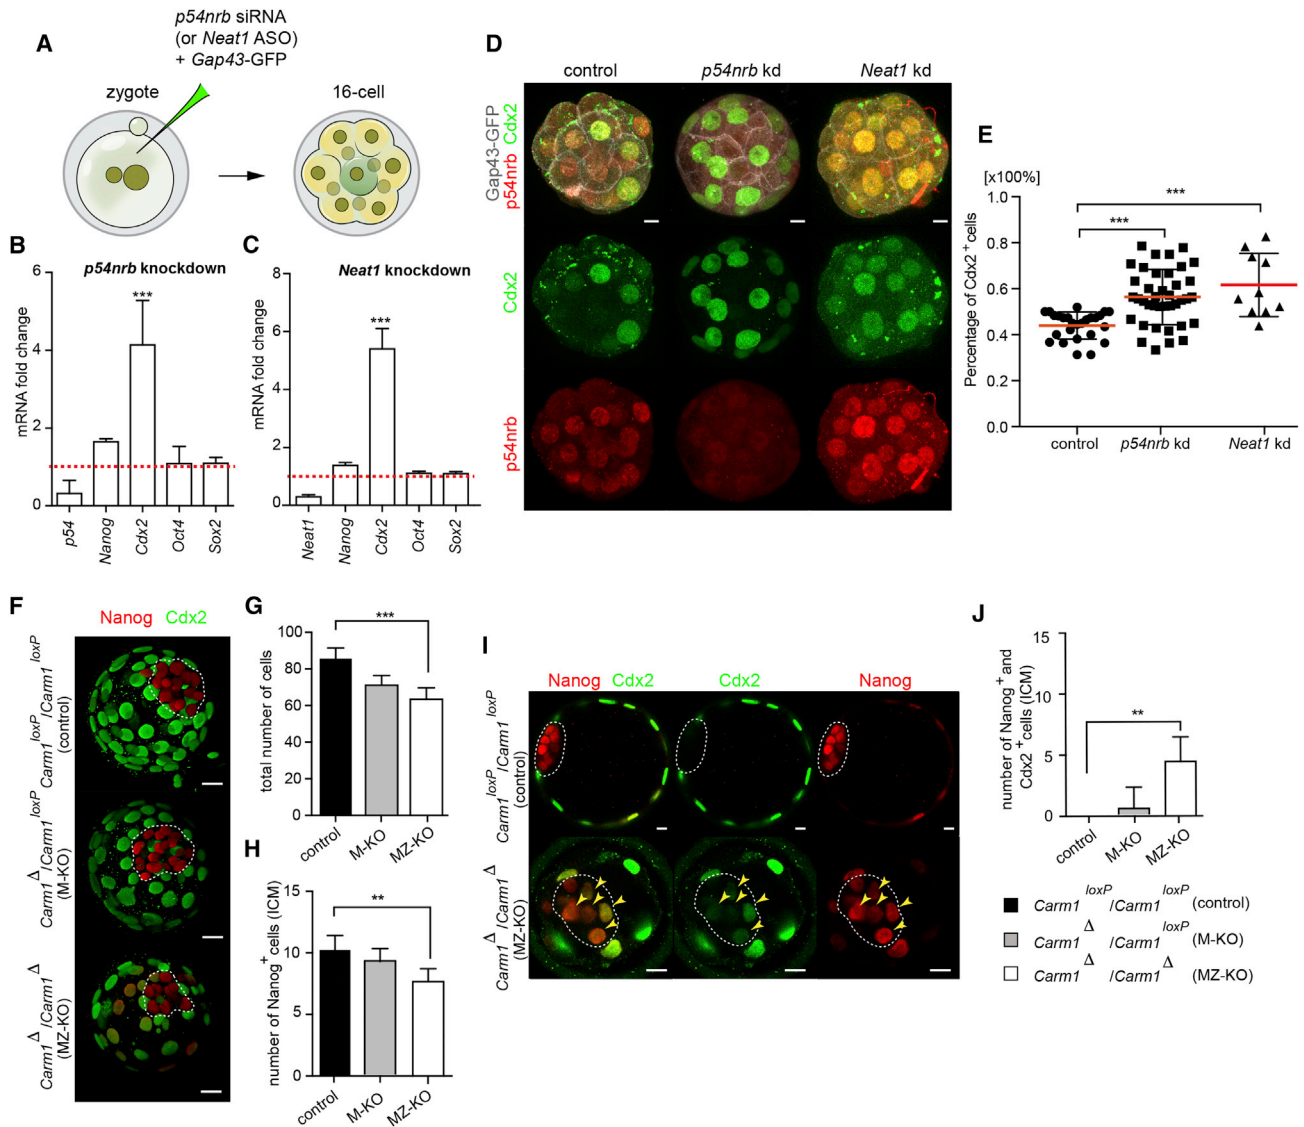 A
p54nrb siRNA
(or Neat1 ASO)
+ Gap43-GFP
zygote
16-cell
B
p54nrb knockdown
mRNA fold change
6
4
2
0
***
p54
Nanog
Cdx2
Oct4
Sox2
C
Neat1 knockdown
mRNA fold change
8
6
4
2
0
***
Neat1
Nanog
Cdx2
Oct4
Sox2
D
control
p54nrb kd
Neat1 kd
Gap43-GFP
p54nrb Cdx2
Cdx2
p54nrb
E
[x100%]
Percentage of Cdx2+cells
1.0
0.8
0.6
0.4
0.2
0.0
***
***
control
p54nrb kd
Neat1 kd
F
Nanog Cdx2
Carm1loxP/Carm1loxP
(control)
CarmΔ1/Carm1loxP
(M-KO)
Carm1Δ/Carm1Δ
(MZ-KO)
G
total number of cells
100
80
60
40
20
0
***
control
M-KO
MZ-KO
H
number of Nanog+cells (ICM)
15
10
5
0
**
control
M-KO
MZ-KO
I
Nanog Cdx2
Cdx2
Nanog
Carm1loxP/Carm1loxP
(control)
Carm1Δ/Carm1Δ
(MZ-KO)
J
number of Nanog+and
Cdx2+cells (ICM)
15
10
5
0
**
control
M-KO
MZ-KO
Carm1loxP/Carm1loxP (control)
Carm1Δ/Carm1loxP (M-KO)
Carm1Δ/Carm1Δ (MZ-KO)